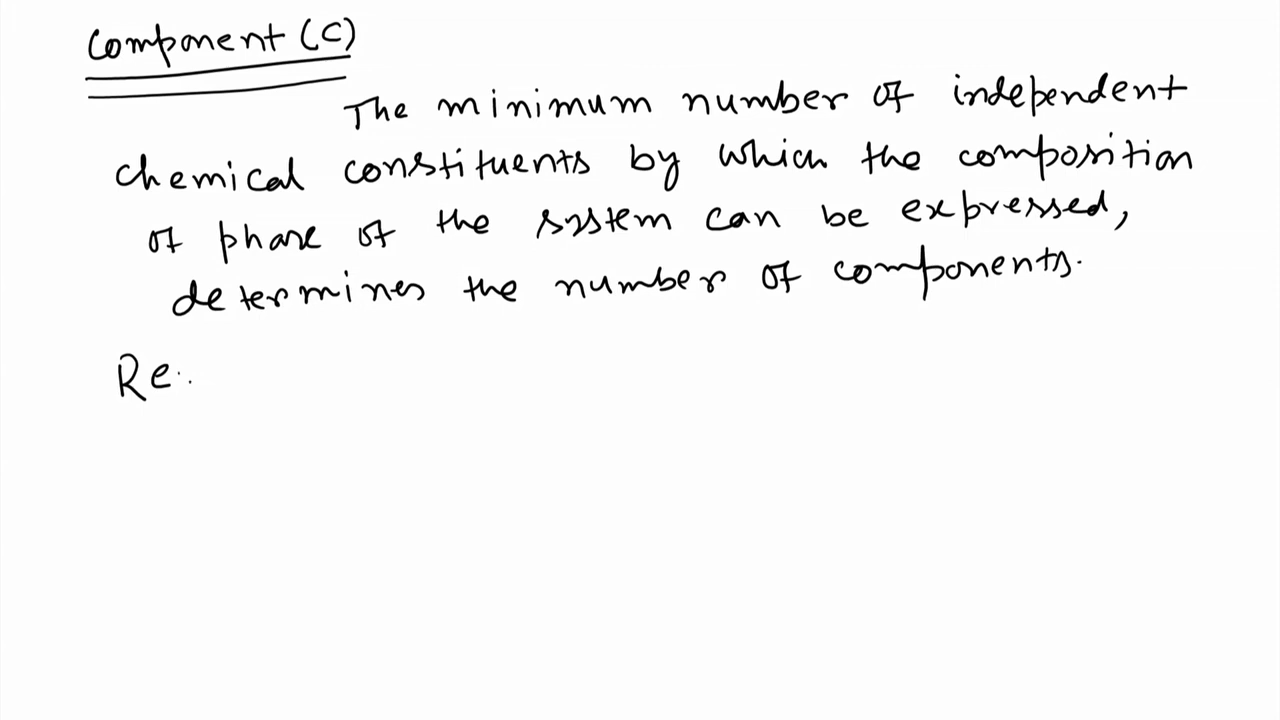 Component (C)
The minimum number of independent
chemical constituents by which the composition
of phase of the system can be expressed,
determines the number of components.
Re